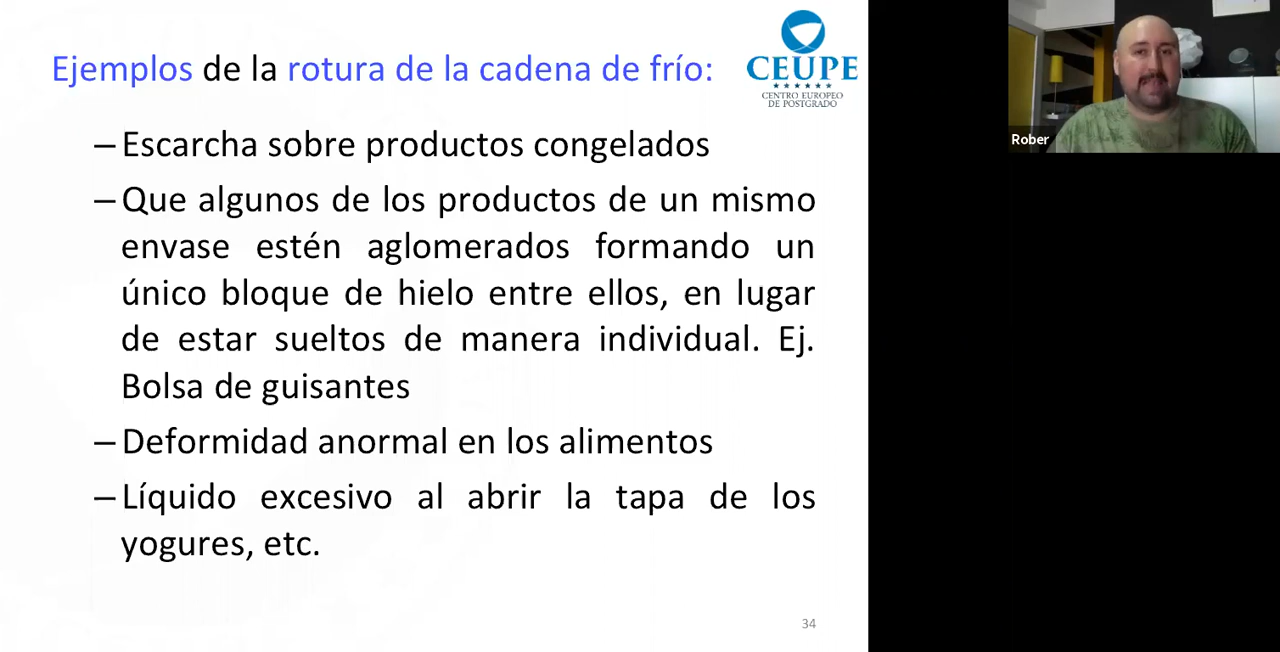 Ejemplos de la rotura de la cadena de frío:
CEUPE
CENTRO EUROPEO
DE POSTGRADO
– Escarcha sobre productos congelados
– Que algunos de los productos de un mismo
envase estén aglomerados formando un
único bloque de hielo entre ellos, en lugar
de estar sueltos de manera individual. Ej.
Bolsa de guisantes
– Deformidad anormal en los alimentos
– Líquido excesivo al abrir la tapa de los
yogures, etc.
34
Rober